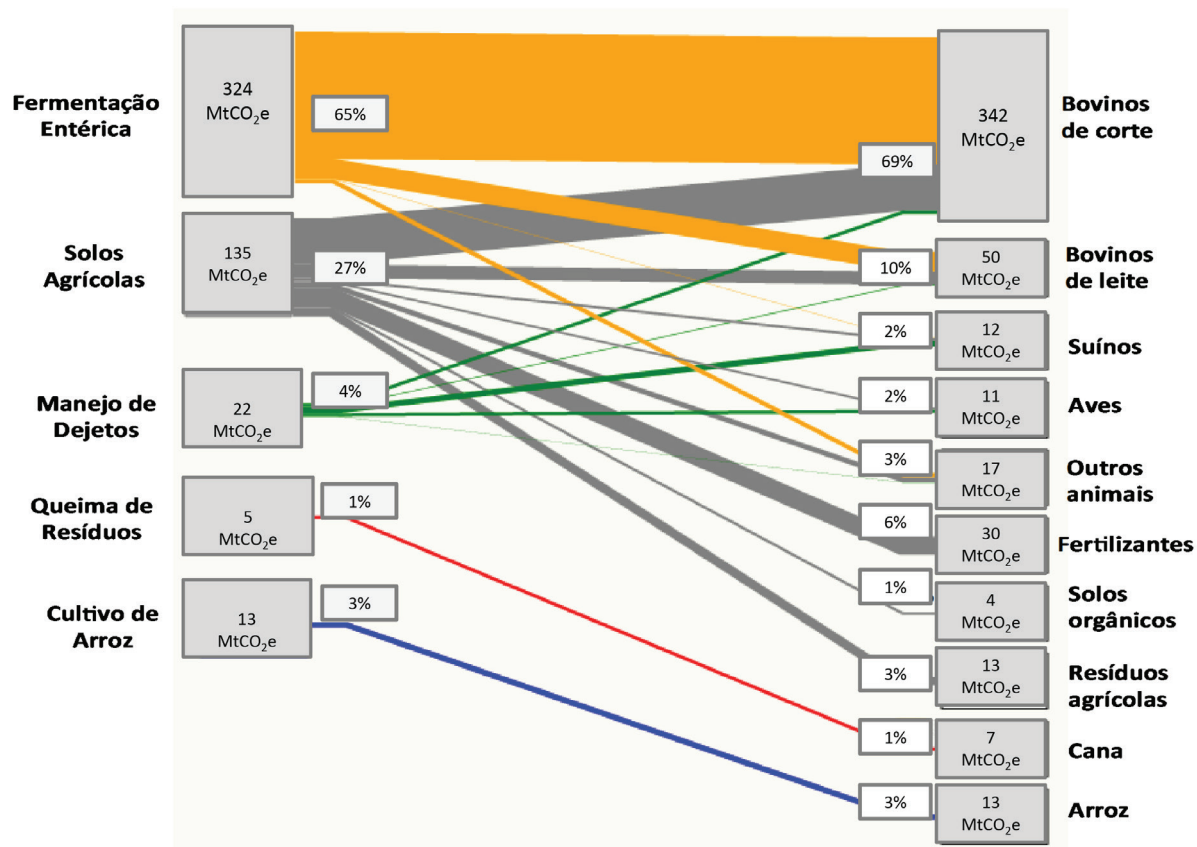 Fermentação
Entérica
324
MtCO₂e
65%
Solos
Agrícolas
135
MtCO₂e
27%
Manejo de
Dejetos
22
MtCO₂e
4%
Queima de
Resíduos
5
MtCO₂e
1%
Cultivo de
Arroz
13
MtCO₂e
3%
69%
342
MtCO₂e
Bovinos
de corte
10%
50
MtCO₂e
Bovinos
de leite
2%
12
MtCO₂e
Suínos
2%
11
MtCO₂e
Aves
3%
17
MtCO₂e
Outros
animais
6%
30
MtCO₂e
Fertilizantes
1%
4
MtCO₂e
Solos
orgânicos
3%
13
MtCO₂e
Resíduos
agrícolas
1%
7
MtCO₂e
Cana
3%
13
MtCO₂e
Arroz